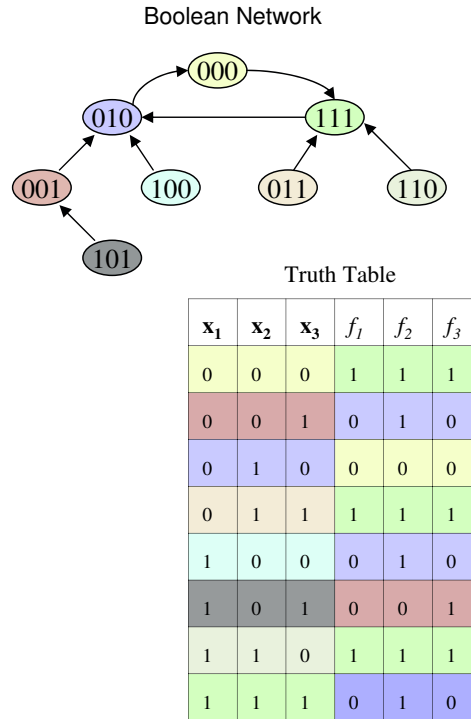 Boolean Network
000
010 111
001 100 011 110
101
Truth Table
x₁ x₂ x₃ f₁ f₂ f₃
0 0 0 1 1 1
0 0 1 0 1 0
0 1 0 0 0 0
0 1 1 1 1 1
1 0 0 0 1 0
1 0 1 0 0 1
1 1 0 1 1 1
1 1 1 0 1 0